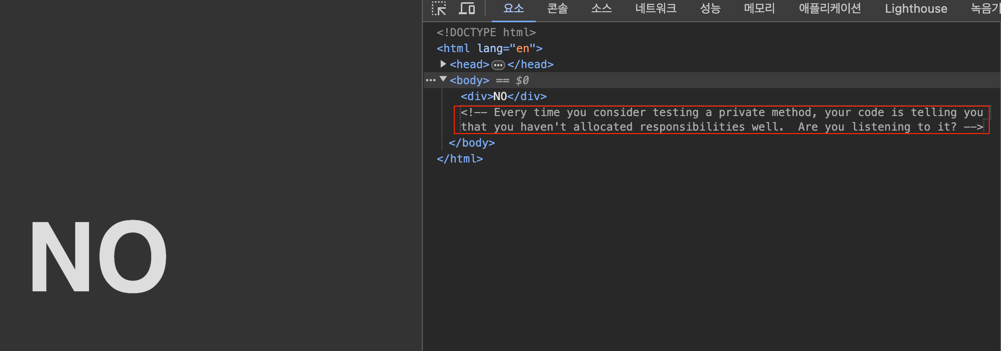 요소 콘솔 소스 네트워크 성능 메모리 애플리케이션 Lighthouse 녹음기
<!DOCTYPE html>
<html lang="en">
<head>…</head>
… <body> == $0
<div>NO</div>
<!-- Every time you consider testing a private method, your code is telling you
that you haven't allocated responsibilities well.  Are you listening to it? -->
</body>
</html>
NO